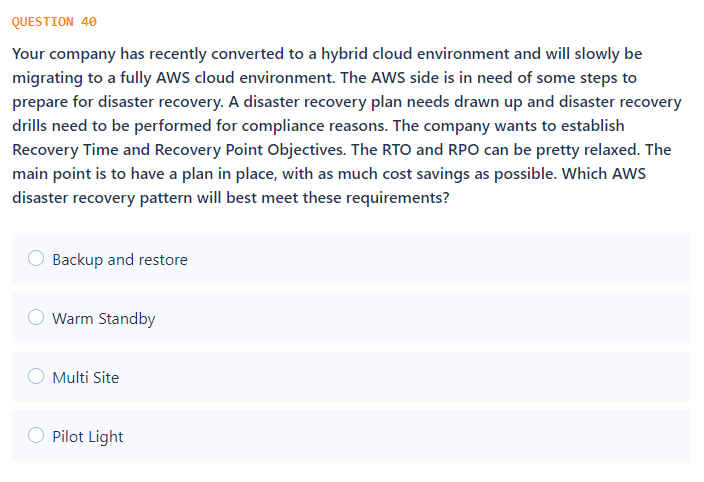 QUESTION 40
Your company has recently converted to a hybrid cloud environment and will slowly be
migrating to a fully AWS cloud environment. The AWS side is in need of some steps to
prepare for disaster recovery. A disaster recovery plan needs drawn up and disaster recovery
drills need to be performed for compliance reasons. The company wants to establish
Recovery Time and Recovery Point Objectives. The RTO and RPO can be pretty relaxed. The
main point is to have a plan in place, with as much cost savings as possible. Which AWS
disaster recovery pattern will best meet these requirements?
Backup and restore
Warm Standby
Multi Site
Pilot Light